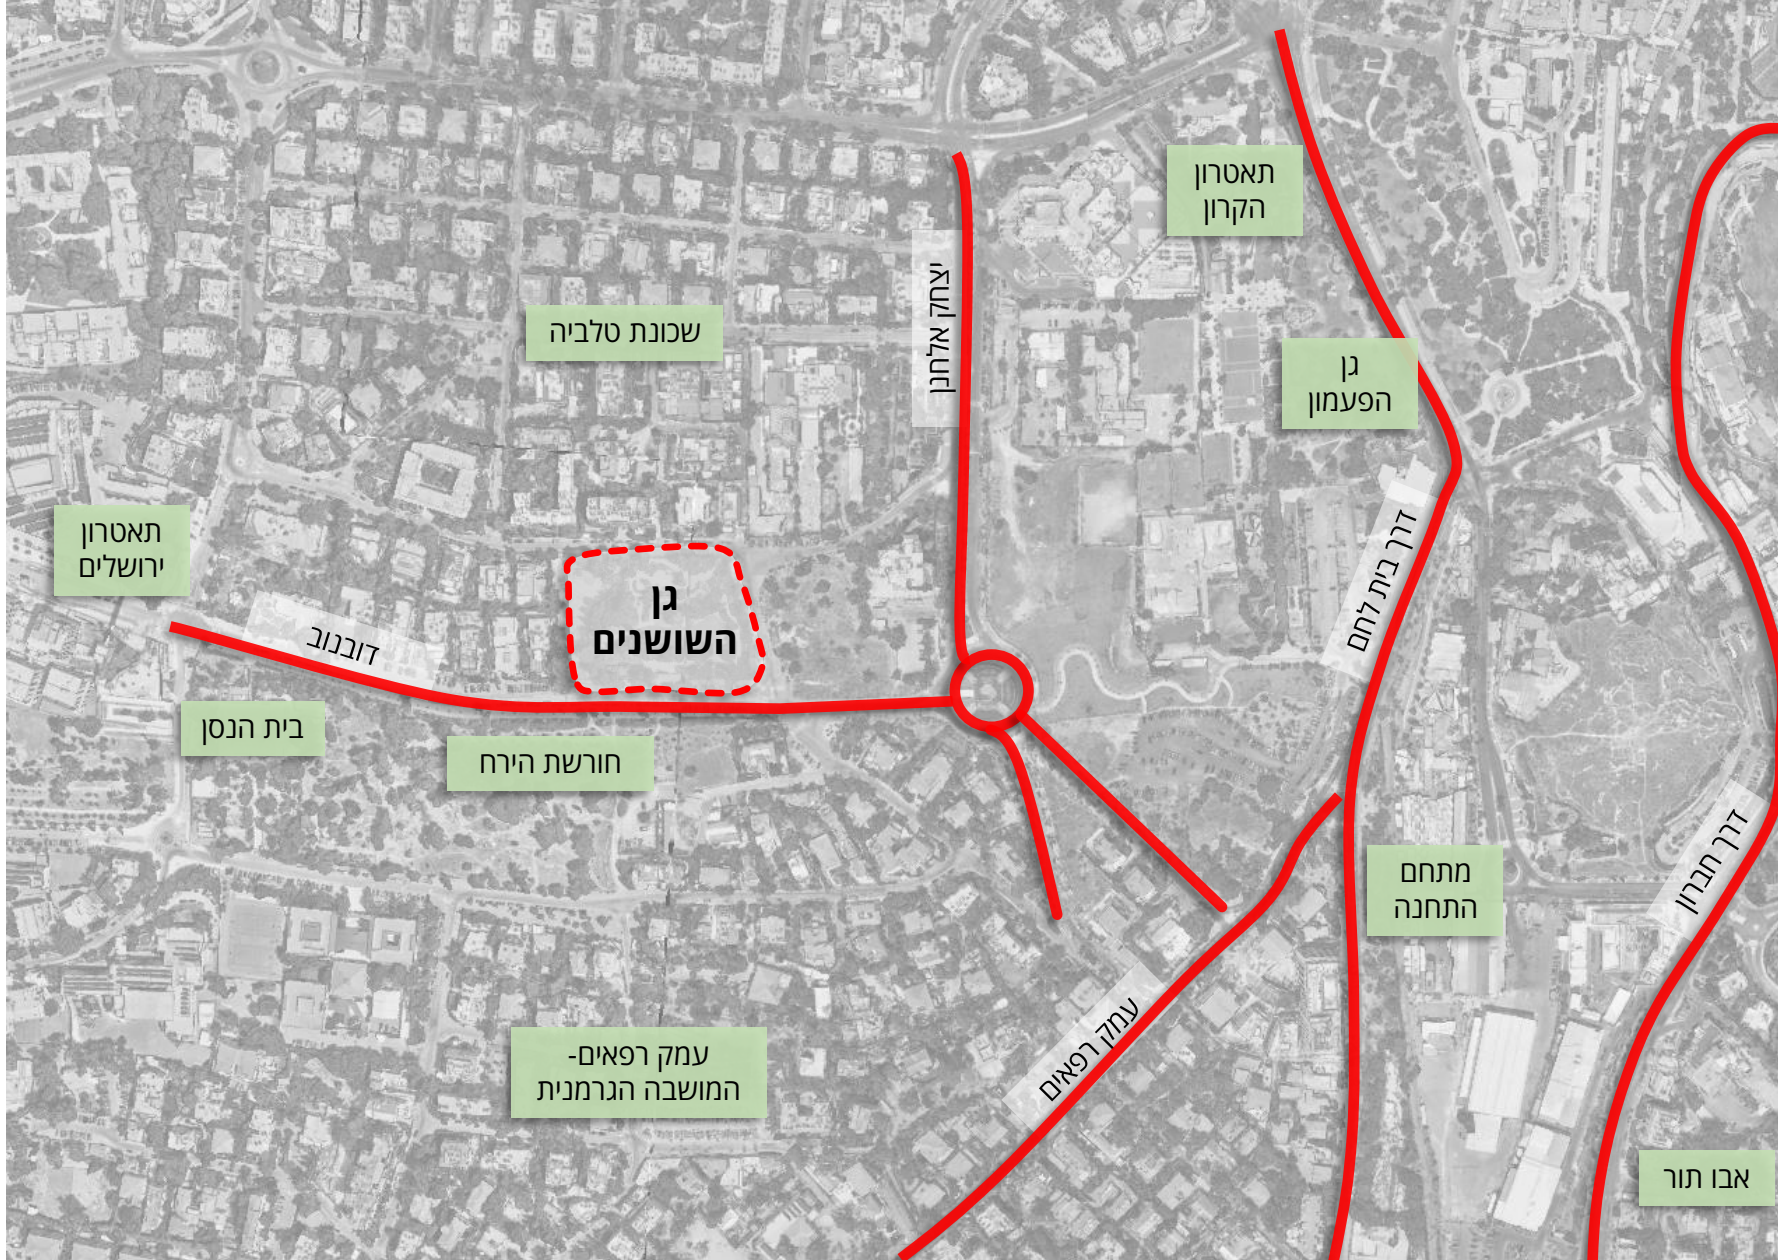 תאטרון
הקרון
יצחק אלחנן
שכונת טלביה
גן
הפעמון
תאטרון
ירושלים
דרך בית לחם
גן
השושנים
דובנוב
בית הנסן
חורשת הירח
דרך חברון
מתחם
התחנה
עמק רפאים
עמק רפאים-
המושבה הגרמנית
אבו תור